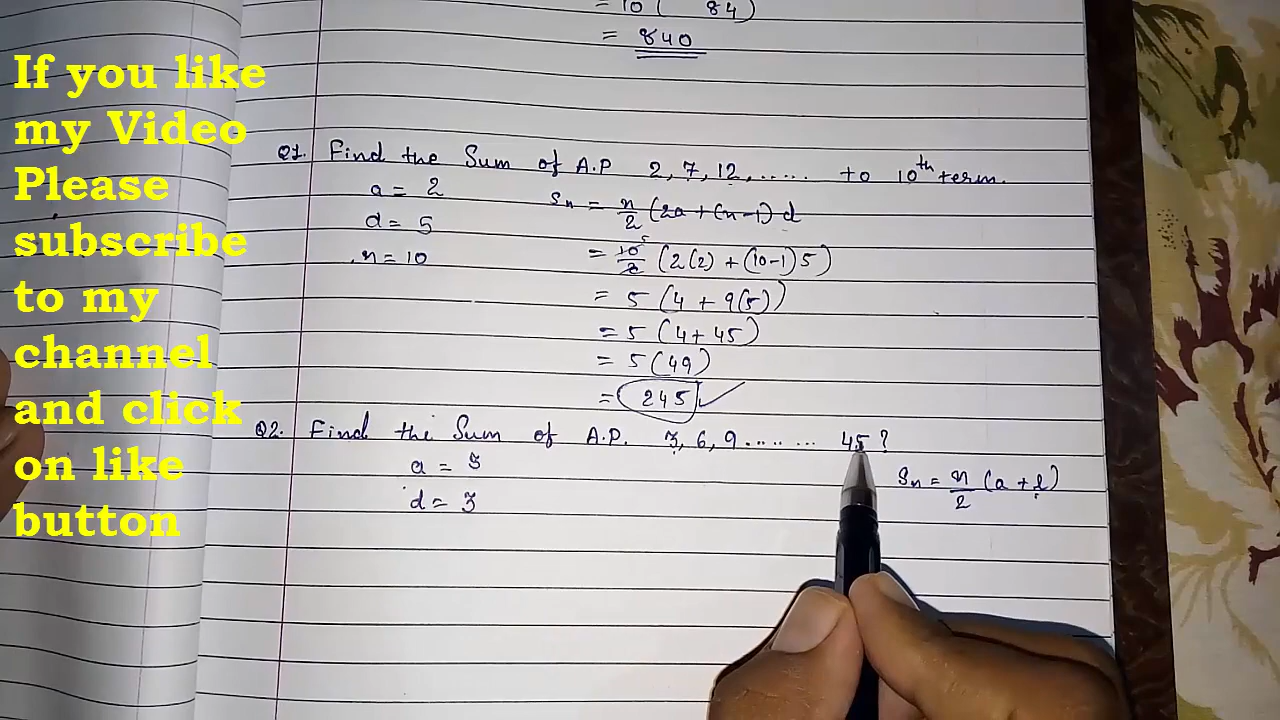 = 10 ( 84)
= 840
If you like
my Video
Please
subscribe
to my
channel
and click
on like
button
Q1. Find the Sum of A.P 2, 7, 12, ...... to 10th term.
a = 2
d = 5
n = 10
Sn = n/2 (2a + (n-1) d
= 10/2 5 (2(2) + (10-1) 5)
= 5 (4 + 9(5))
= 5 (4 + 45)
= 5 (49)
= 245 ✓
Q2. Find the Sum of A.P. 3, 6, 9 ........ 45 ?
a = 3
d = 3
Sn = n/2 (a + l)